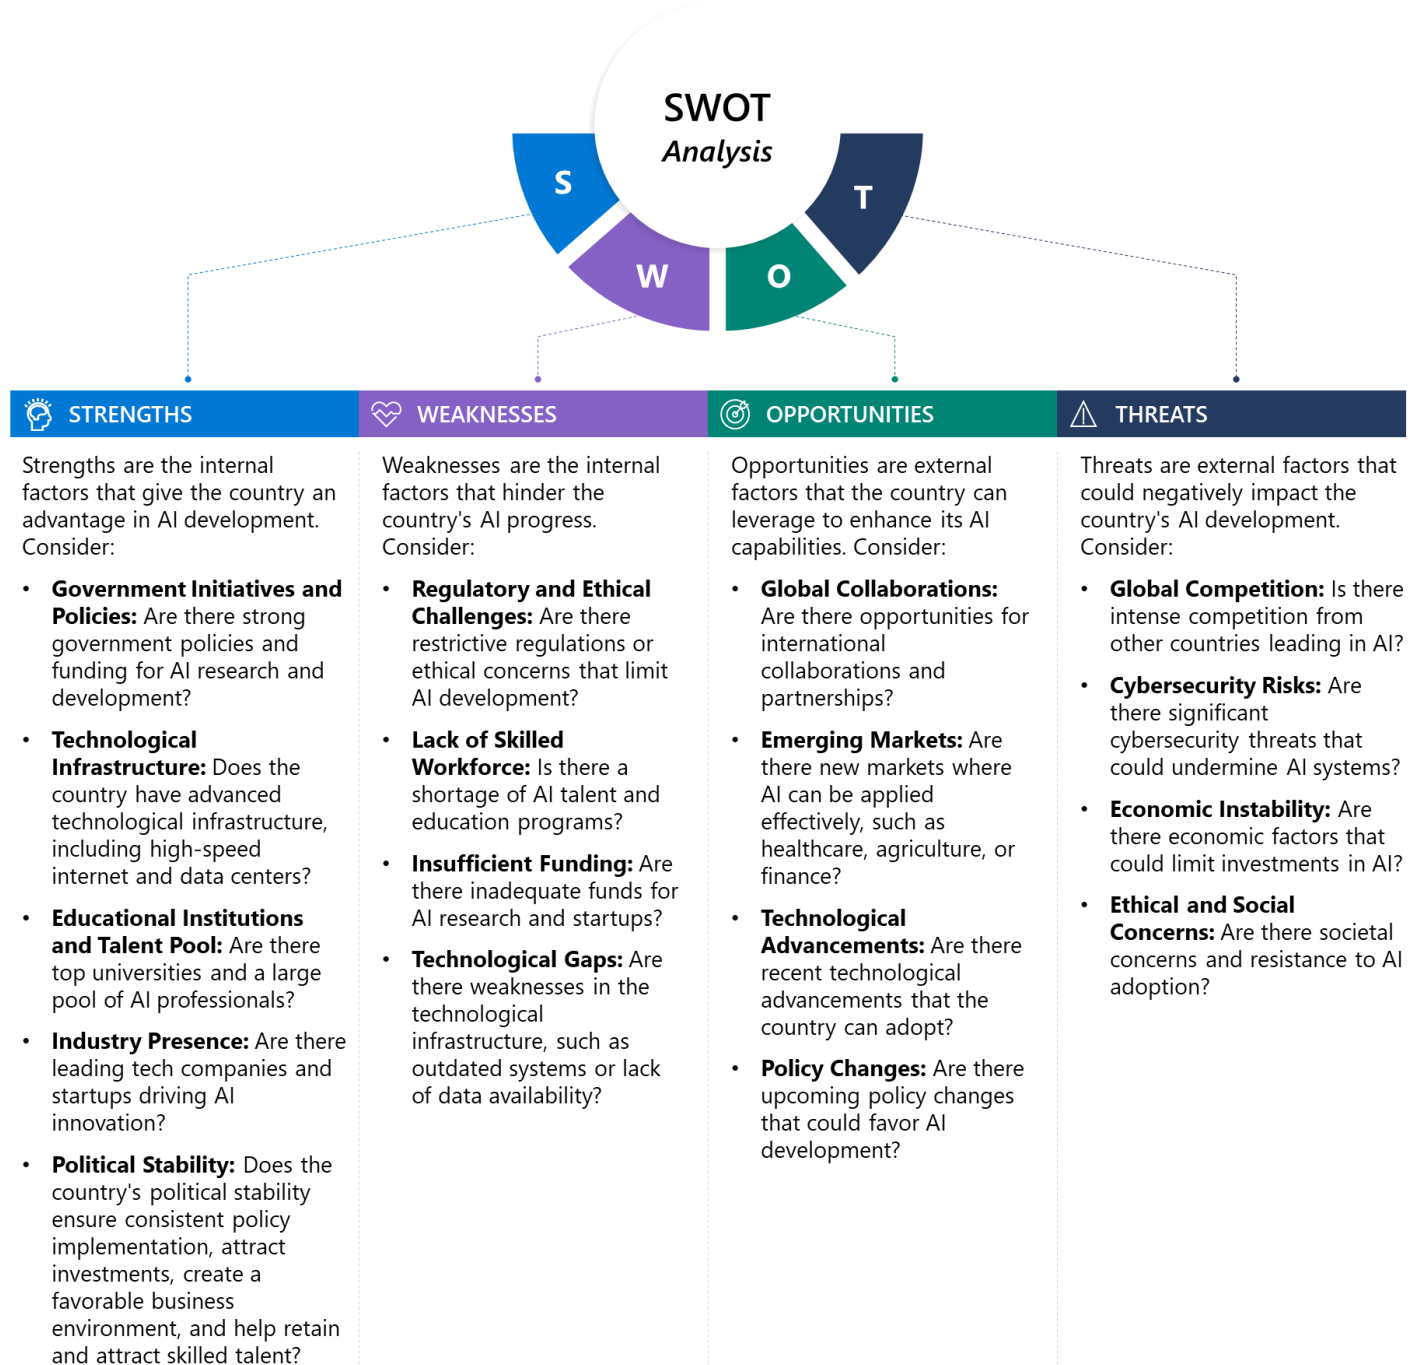 SWOT
Analysis
S
W
O
T
STRENGTHS
Strengths are the internal
factors that give the country an
advantage in AI development.
Consider:
• Government Initiatives and
Policies: Are there strong
government policies and
funding for AI research and
development?
• Technological
Infrastructure: Does the
country have advanced
technological infrastructure,
including high-speed
internet and data centers?
• Educational Institutions
and Talent Pool: Are there
top universities and a large
pool of AI professionals?
• Industry Presence: Are there
leading tech companies and
startups driving AI
innovation?
• Political Stability: Does the
country's political stability
ensure consistent policy
implementation, attract
investments, create a
favorable business
environment, and help retain
and attract skilled talent?
WEAKNESSES
Weaknesses are the internal
factors that hinder the
country's AI progress.
Consider:
• Regulatory and Ethical
Challenges: Are there
restrictive regulations or
ethical concerns that limit
AI development?
• Lack of Skilled
Workforce: Is there a
shortage of AI talent and
education programs?
• Insufficient Funding: Are
there inadequate funds for
AI research and startups?
• Technological Gaps: Are
there weaknesses in the
technological
infrastructure, such as
outdated systems or lack
of data availability?
OPPORTUNITIES
Opportunities are external
factors that the country can
leverage to enhance its AI
capabilities. Consider:
• Global Collaborations:
Are there opportunities for
international
collaborations and
partnerships?
• Emerging Markets: Are
there new markets where
AI can be applied
effectively, such as
healthcare, agriculture, or
finance?
• Technological
Advancements: Are there
recent technological
advancements that the
country can adopt?
• Policy Changes: Are there
upcoming policy changes
that could favor AI
development?
THREATS
Threats are external factors that
could negatively impact the
country's AI development.
Consider:
• Global Competition: Is there
intense competition from
other countries leading in AI?
• Cybersecurity Risks: Are
there significant
cybersecurity threats that
could undermine AI systems?
• Economic Instability: Are
there economic factors that
could limit investments in AI?
• Ethical and Social
Concerns: Are there societal
concerns and resistance to AI
adoption?